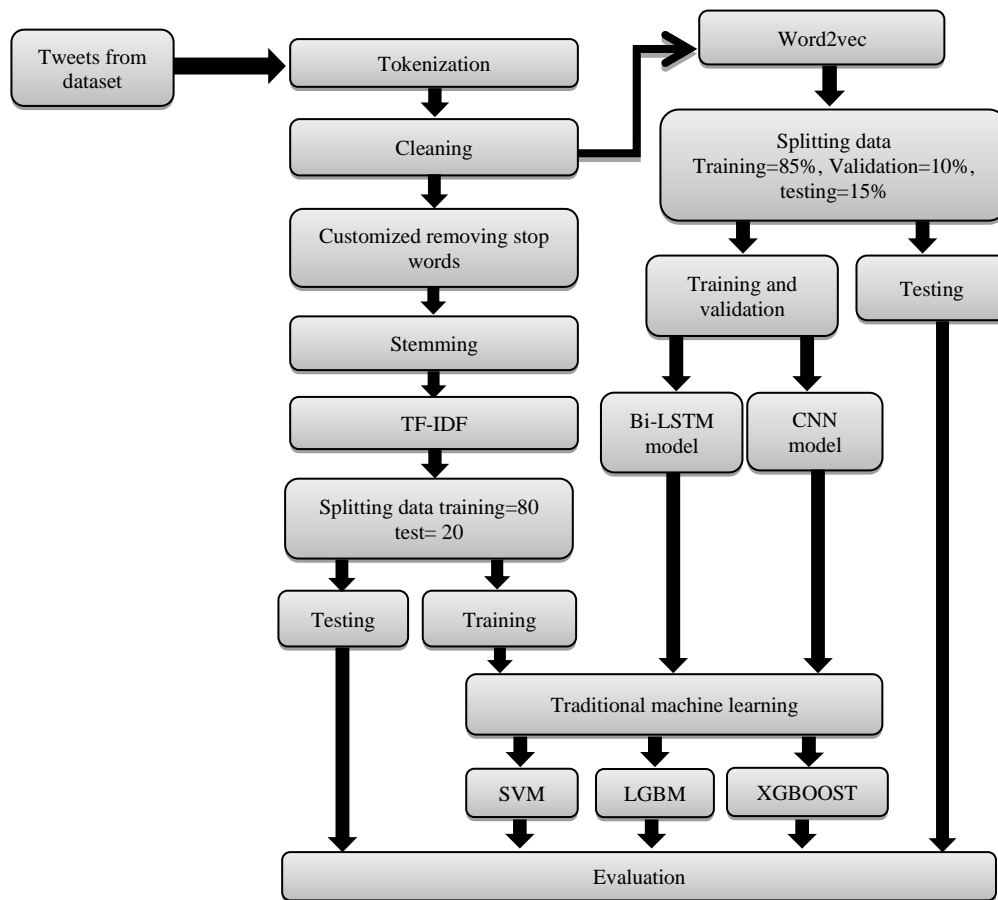 Tweets from
dataset
Tokenization
Word2vec
Cleaning
Splitting data
Training=85%, Validation=10%,
testing=15%
Customized removing stop
words
Training and
validation
Testing
Stemming
TF-IDF
Bi-LSTM
model
CNN
model
Splitting data training=80
test= 20
Testing
Training
Traditional machine learning
SVM
LGBM
XGBOOST
Evaluation